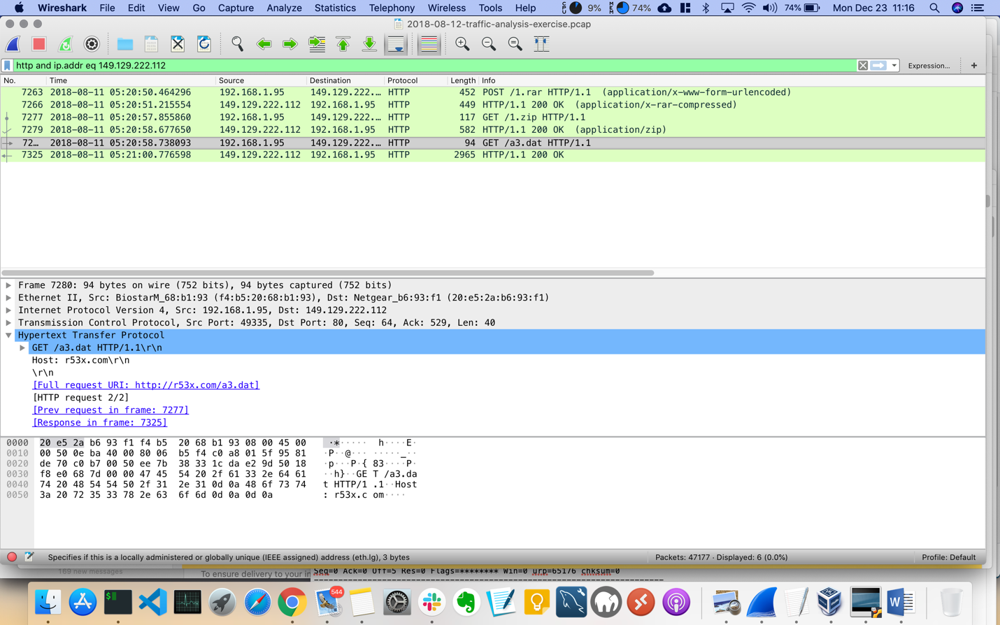 Wireshark File Edit View Go Capture Analyze Statistics Telephony Wireless Tools Help CPU 9% MEM 74% 74% Mon Dec 23 11:16
2018-08-12-traffic-analysis-exercise.pcap
http and ip.addr eq 149.129.222.112 Expression... +
No. Time Source Destination Protocol Length Info
7263 2018-08-11 05:20:50.464296 192.168.1.95 149.129.222.... HTTP 452 POST /1.rar HTTP/1.1 (application/x-www-form-urlencoded)
7266 2018-08-11 05:20:51.215554 149.129.222.112 192.168.1.95 HTTP 449 HTTP/1.1 200 OK (application/x-rar-compressed)
7277 2018-08-11 05:20:57.855860 192.168.1.95 149.129.222.... HTTP 117 GET /1.zip HTTP/1.1
7279 2018-08-11 05:20:58.677650 149.129.222.112 192.168.1.95 HTTP 582 HTTP/1.1 200 OK (application/zip)
72... 2018-08-11 05:20:58.738093 192.168.1.95 149.129.222.... HTTP 94 GET /a3.dat HTTP/1.1
7325 2018-08-11 05:21:00.776598 149.129.222.112 192.168.1.95 HTTP 2965 HTTP/1.1 200 OK
Frame 7280: 94 bytes on wire (752 bits), 94 bytes captured (752 bits)
Ethernet II, Src: BiostarM_68:b1:93 (f4:b5:20:68:b1:93), Dst: Netgear_b6:93:f1 (20:e5:2a:b6:93:f1)
Internet Protocol Version 4, Src: 192.168.1.95, Dst: 149.129.222.112
Transmission Control Protocol, Src Port: 49335, Dst Port: 80, Seq: 64, Ack: 529, Len: 40
Hypertext Transfer Protocol
GET /a3.dat HTTP/1.1\r\n
Host: r53x.com\r\n
\r\n
[Full request URI: http://r53x.com/a3.dat]
[HTTP request 2/2]
[Prev request in frame: 7277]
[Response in frame: 7325]
0000 20 e5 2a b6 93 f1 f4 b5 20 68 b1 93 08 00 45 00 ·*····· h····E·
0010 00 50 0e ba 40 00 80 06 b5 f4 c0 a8 01 5f 95 81 ·P··@··· ·····_··
0020 de 70 c0 b7 00 50 ee 7b 38 33 1c da e2 9d 50 18 ·p···P·{ 83····P·
0030 f8 e0 68 7d 00 00 47 45 54 20 2f 61 33 2e 64 61 ··h}··GE T /a3.da
0040 74 20 48 54 54 50 2f 31 2e 31 0d 0a 48 6f 73 74 t HTTP/1 .1··Host
0050 3a 20 72 35 33 78 2e 63 6f 6d 0d 0a 0d 0a : r53x.c om····
Specifies if this is a locally administered or globally unique (IEEE assigned) address (eth.lg), 3 bytes Packets: 47177 · Displayed: 6 (0.0%) Profile: Default
169 new messages To ensure delivery to your in Seq=0 Ack=0 Off=5 Res=0 Flags=******** Win=0 urp=65176 chksum=0
544